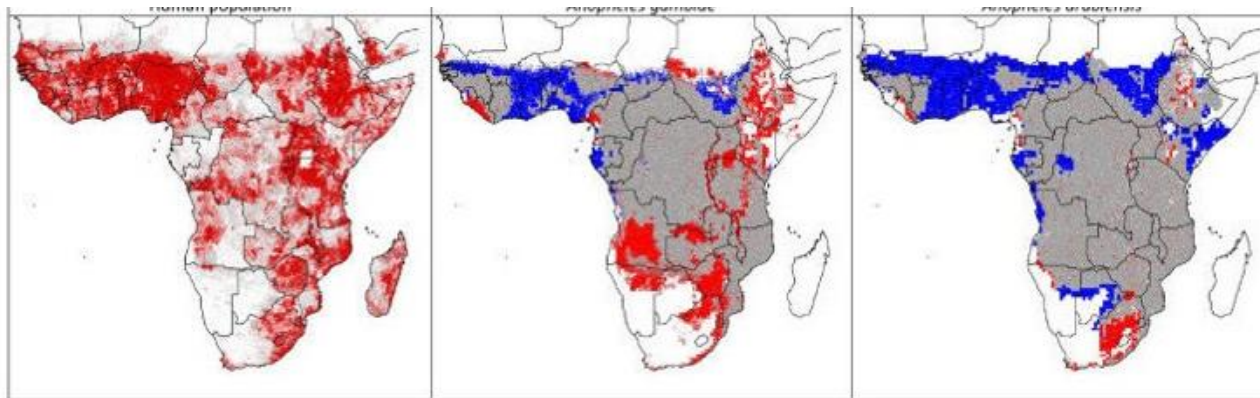 Human population
Anopheles gambiae
Anopheles arabiensis